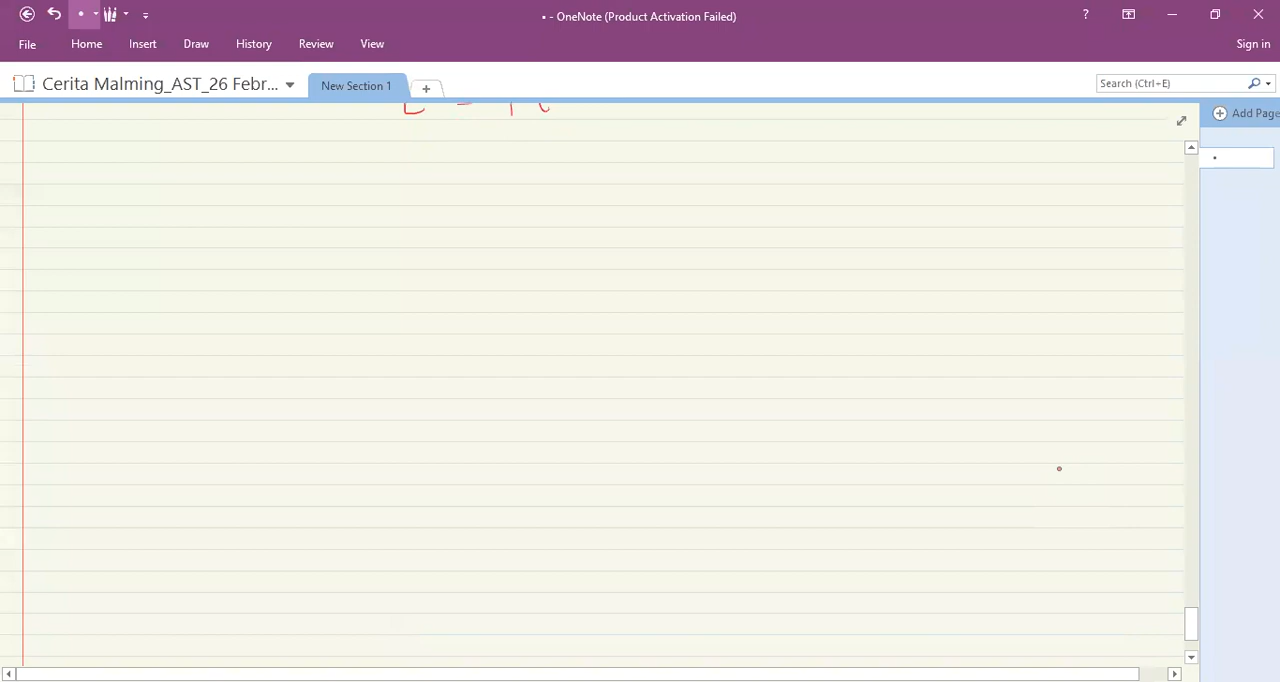 • - OneNote (Product Activation Failed)
?
File
Home
Insert
Draw
History
Review
View
Sign in
Cerita Malming_AST_26 Febr...
New Section 1
Search (Ctrl+E)
Add Page